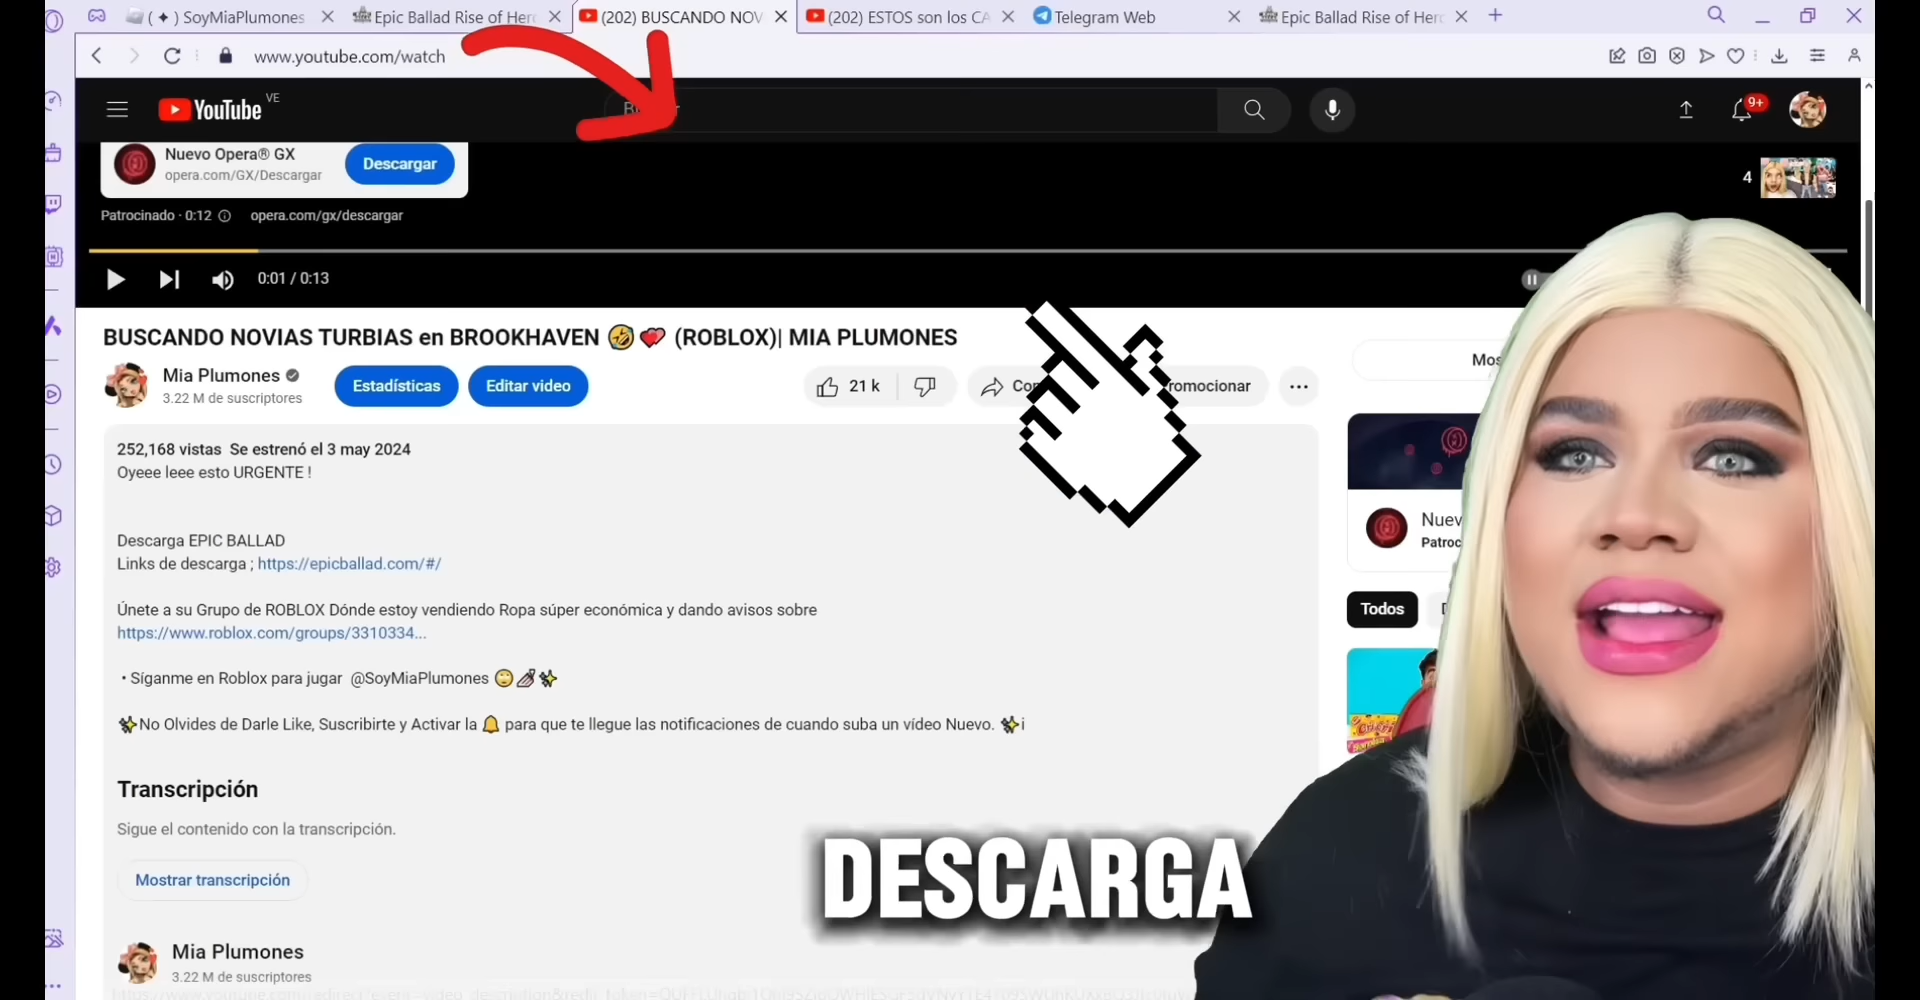 ( ✦ ) SoyMiaPlumones
Epic Ballad Rise of Her
(202) BUSCANDO NOV
(202) ESTOS son los CA
Telegram Web
Epic Ballad Rise of Her
www.youtube.com/watch
YouTube VE
9+
Nuevo Opera® GX
opera.com/GX/Descargar
Descargar
4
Patrocinado · 0:12
opera.com/gx/descargar
0:01 / 0:13
BUSCANDO NOVIAS TURBIAS en BROOKHAVEN 🤣💕 (ROBLOX)| MIA PLUMONES
Mia Plumones
3.22 M de suscriptores
Estadísticas
Editar video
21 k
Con
romocionar
Mos
252,168 vistas Se estrenó el 3 may 2024
Oyeee leee esto URGENTE !
Descarga EPIC BALLAD
Links de descarga ; https://epicballad.com/#/
Únete a su Grupo de ROBLOX Dónde estoy vendiendo Ropa súper económica y dando avisos sobre
https://www.roblox.com/groups/3310334...
• Síganme en Roblox para jugar @SoyMiaPlumones 🙄💅✨
✨No Olvides de Darle Like, Suscribirte y Activar la 🔔 para que te llegue las notificaciones de cuando suba un vídeo Nuevo. ✨¡
Nuev
Patroc
Todos
Transcripción
Sigue el contenido con la transcripción.
Mostrar transcripción
DESCARGA
Mia Plumones
3.22 M de suscriptores